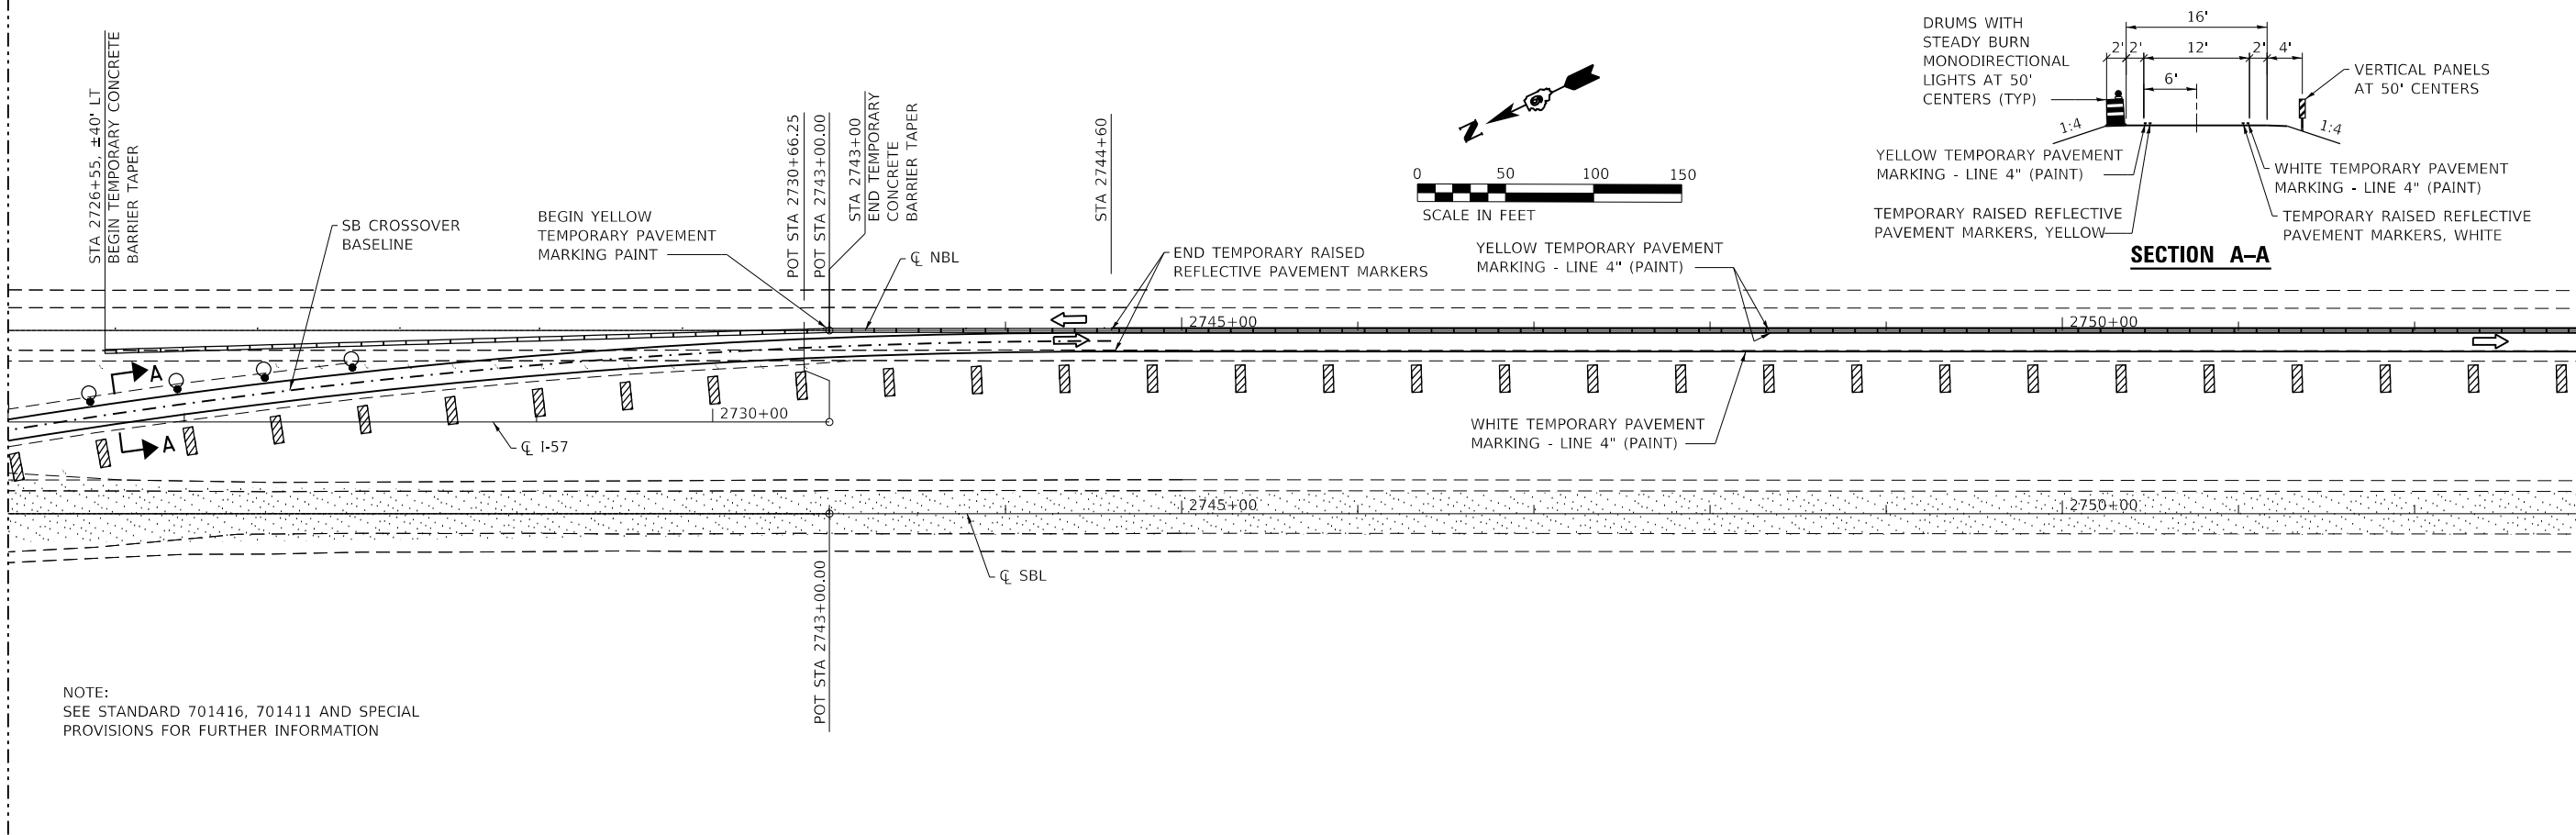 STA 2726+55, ±40' LT
BEGIN TEMPORARY CONCRETE
BARRIER TAPER
SB CROSSOVER
BASELINE
BEGIN YELLOW
TEMPORARY PAVEMENT
MARKING PAINT
POT STA 2730+66.25
POT STA 2743+00.00
STA 2743+00
END TEMPORARY
CONCRETE
BARRIER TAPER
℄ NBL
STA 2744+60
END TEMPORARY RAISED
REFLECTIVE PAVEMENT MARKERS
N
0 50 100 150
SCALE IN FEET
YELLOW TEMPORARY PAVEMENT
MARKING - LINE 4" (PAINT)
DRUMS WITH
STEADY BURN
MONODIRECTIONAL
LIGHTS AT 50'
CENTERS (TYP)
16'
2' 2' 12' 2' 4'
6'
VERTICAL PANELS
AT 50' CENTERS
1:4
1:4
YELLOW TEMPORARY PAVEMENT
MARKING - LINE 4" (PAINT)
WHITE TEMPORARY PAVEMENT
MARKING - LINE 4" (PAINT)
TEMPORARY RAISED REFLECTIVE
PAVEMENT MARKERS, YELLOW
TEMPORARY RAISED REFLECTIVE
PAVEMENT MARKERS, WHITE
SECTION A-A
2745+00
2750+00
A
A
2730+00
℄ I-57
WHITE TEMPORARY PAVEMENT
MARKING - LINE 4" (PAINT)
2745+00
2750+00
℄ SBL
POT STA 2743+00.00
NOTE:
SEE STANDARD 701416, 701411 AND SPECIAL
PROVISIONS FOR FURTHER INFORMATION